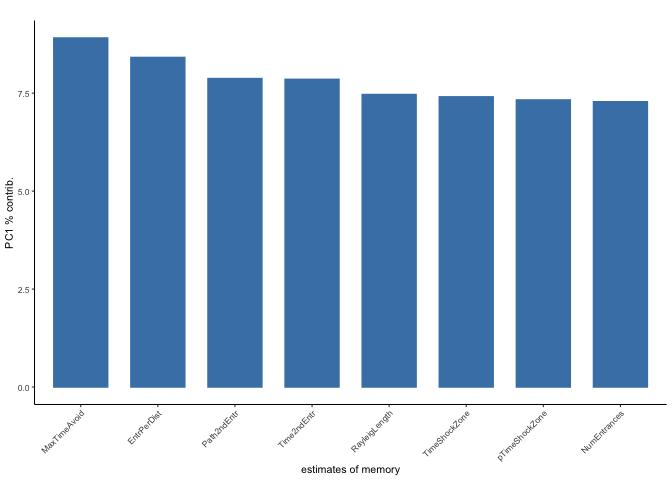 PC1 % contrib.
7.5
5.0
2.5
0.0
MaxTimeAvoid
EntrPerDist
Path2ndEntr
Time2ndEntr
RayleigLength
TimeShockZone
pTimeShockZone
NumEntrances
estimates of memory